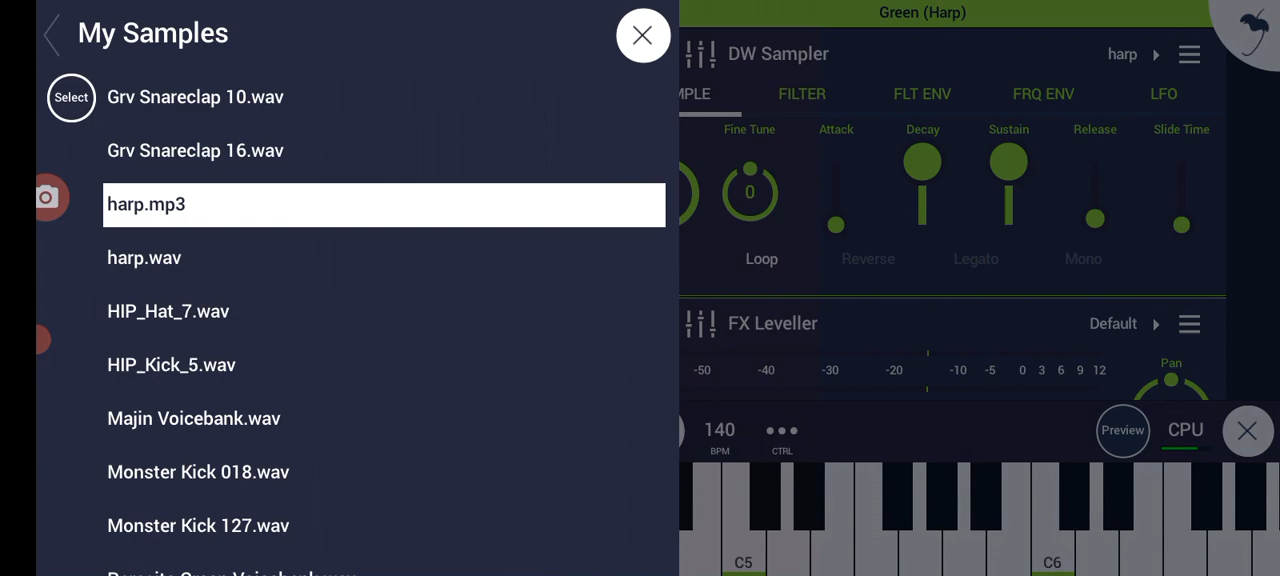 My Samples
Select
Grv Snareclap 10.wav
Grv Snareclap 16.wav
harp.mp3
harp.wav
HIP_Hat_7.wav
HIP_Kick_5.wav
Majin Voicebank.wav
Monster Kick 018.wav
Monster Kick 127.wav
Green (Harp)
DW Sampler harp
MPLE FILTER FLT ENV FRQ ENV LFO
Fine Tune Attack Decay Sustain Release Slide Time
0
Loop Reverse Legato Mono
FX Leveller Default
Pan
-50 -40 -30 -20 -10 -5 0 3 6 9 12
140 Preview CPU
BPM CTRL
C5 C6